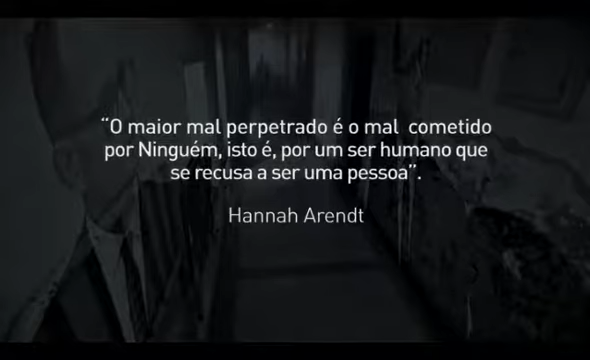 “O maior mal perpetrado é o mal cometido
por Ninguém, isto é, por um ser humano que
se recusa a ser uma pessoa”.
Hannah Arendt